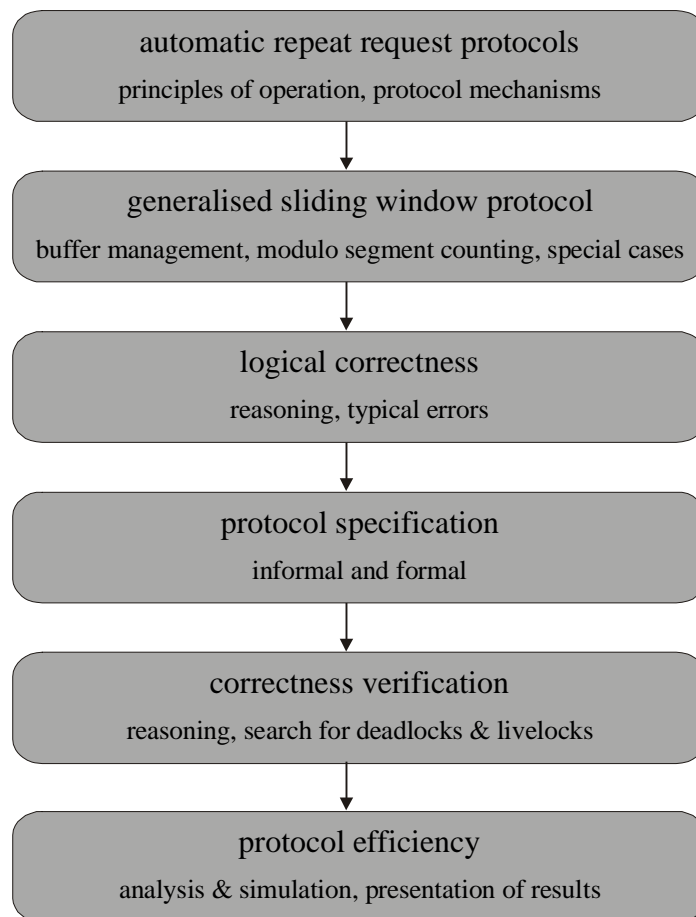 automatic repeat request protocols
principles of operation, protocol mechanisms
generalised sliding window protocol
buffer management, modulo segment counting, special cases
logical correctness
reasoning, typical errors
protocol specification
informal and formal
correctness verification
reasoning, search for deadlocks & livelocks
protocol efficiency
analysis & simulation, presentation of results